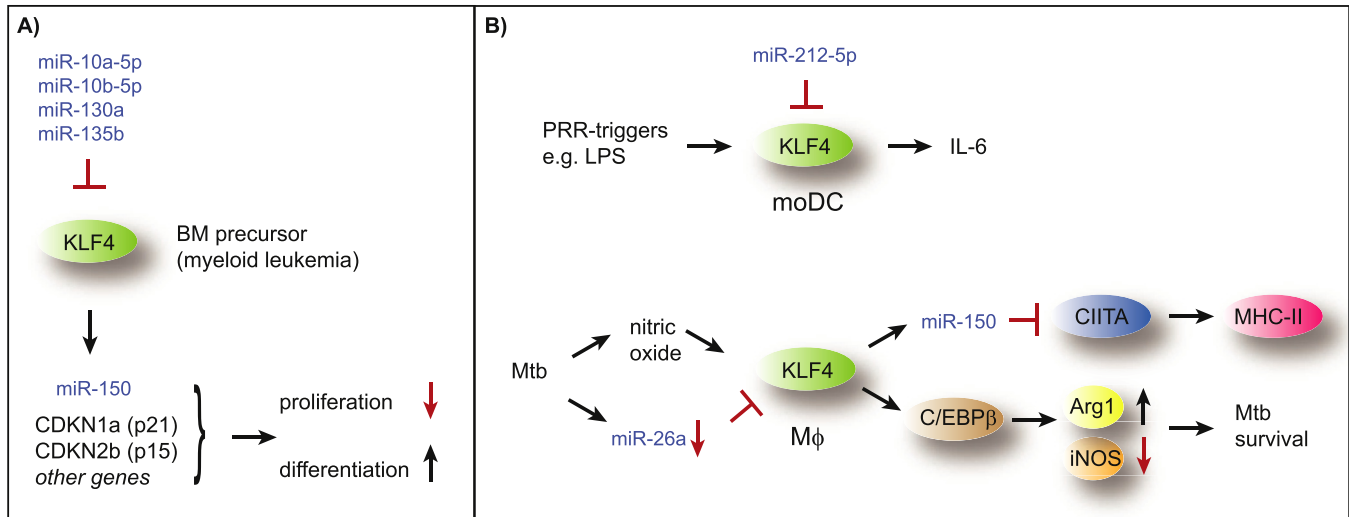 A)
miR-10a-5p
miR-10b-5p
miR-130a
miR-135b
KLF4
BM precursor
(myeloid leukemia)
miR-150
CDKN1a (p21)
CDKN2b (p15)
other genes
proliferation
differentiation
B)
miR-212-5p
PRR-triggers
e.g. LPS
KLF4
IL-6
moDC
Mtb
nitric
oxide
miR-26a
KLF4
Mϕ
miR-150
CIITA
MHC-II
C/EBPβ
Arg1
iNOS
Mtb
survival